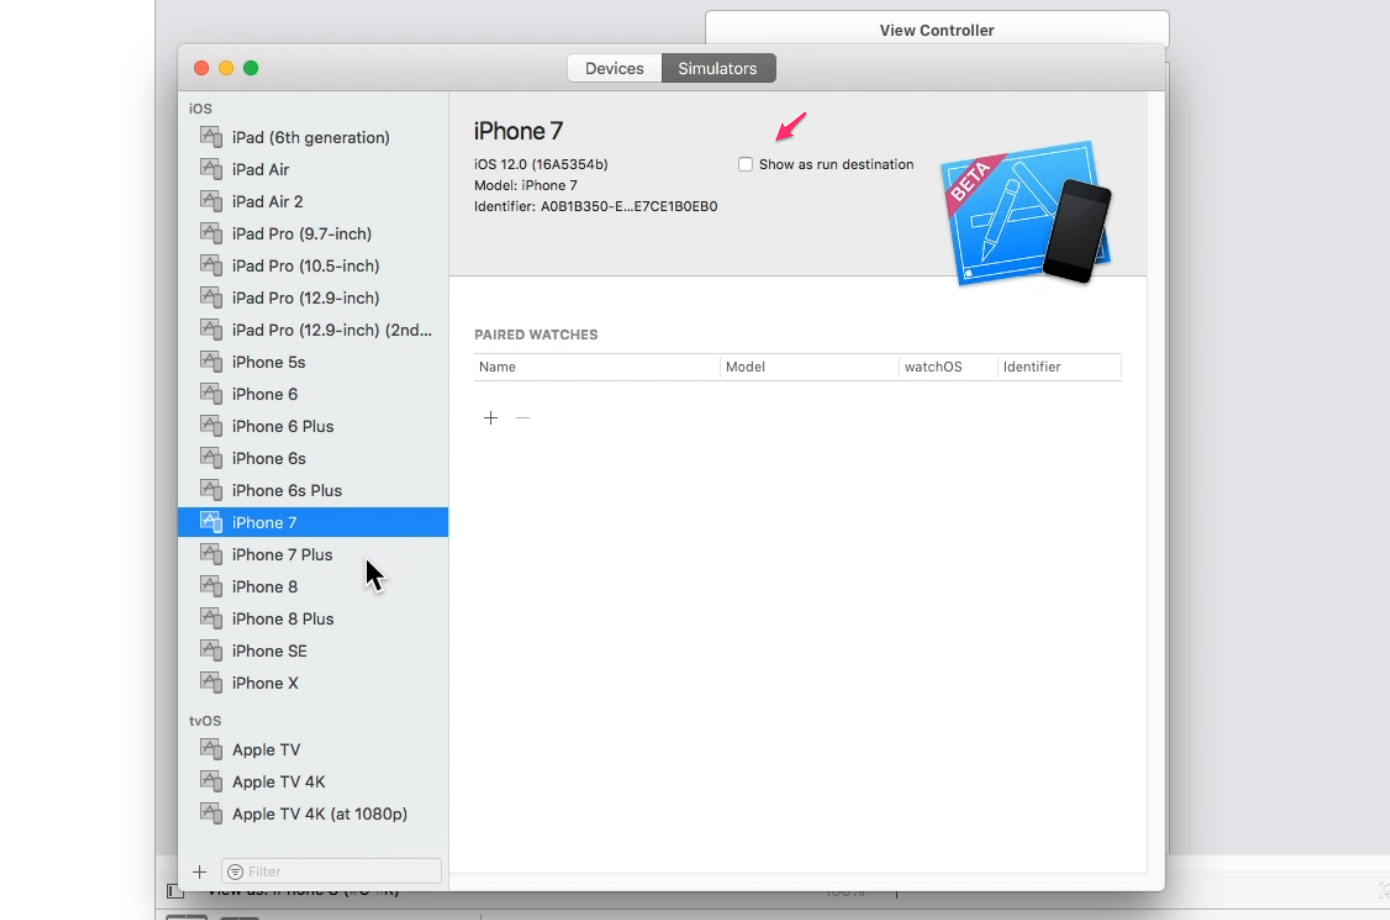 View Controller
Devices
Simulators
iOS
iPad (6th generation)
iPad Air
iPad Air 2
iPad Pro (9.7-inch)
iPad Pro (10.5-inch)
iPad Pro (12.9-inch)
iPad Pro (12.9-inch) (2nd...
iPhone 5s
iPhone 6
iPhone 6 Plus
iPhone 6s
iPhone 6s Plus
iPhone 7
iPhone 7 Plus
iPhone 8
iPhone 8 Plus
iPhone SE
iPhone X
tvOS
Apple TV
Apple TV 4K
Apple TV 4K (at 1080p)
Filter
iPhone 7
iOS 12.0 (16A5354b)
Model: iPhone 7
Identifier: A0B1B350-E...E7CE1B0EB0
Show as run destination
BETA
PAIRED WATCHES
Name
Model
watchOS
Identifier